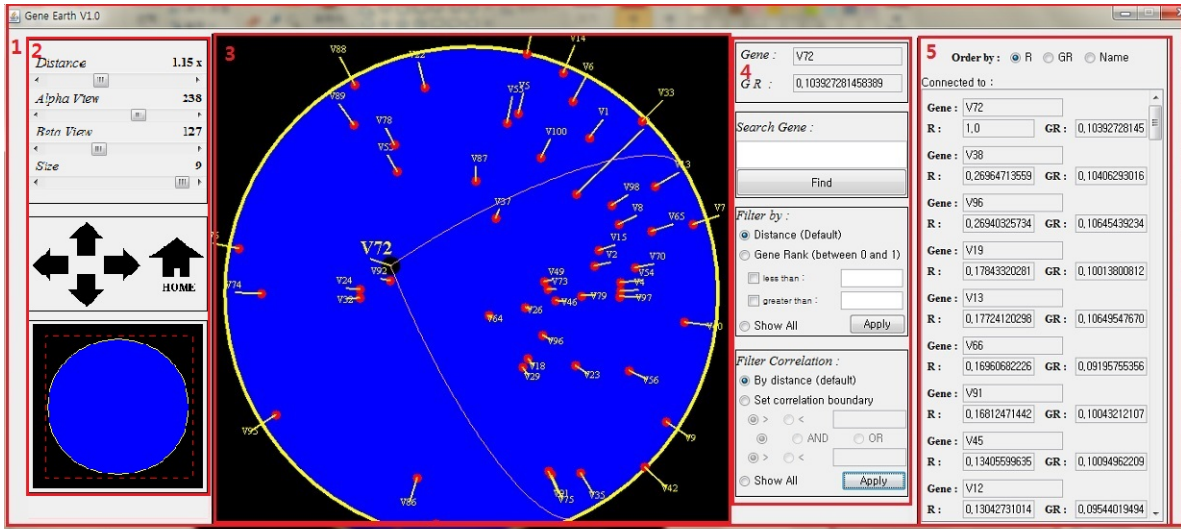 Gene Earth V1.0
1
2
Distance 1.15 x
Alpha View 238
Beta View 127
Size 9
HOME
3
V88
V22
V14
V6
V5
V33
V89
V78
V1
V100
V55
V87
V13
V98
V37
V8
V65
V7
V72
V15
V2
V70
V92
V24
V49
V54
V73
V4
V74
V32
V46
V79
V97
V26
V64
V96
V18
V29
V23
V56
V95
V9
V86
V75
V35
V42
4
Gene : V72
G R : 0,103927281458389
Search Gene :
Find
Filter by :
Distance (Default)
Gene Rank (between 0 and 1)
less than :
greater than :
Show All Apply
Filter Correlation :
By distance (default)
Set correlation boundary
> <
AND OR
> <
Show All Apply
5
Order by : R GR Name
Connected to :
Gene : V72
R : 1,0 GR : 0,10392728145
Gene : V38
R : 0,26964713559 GR : 0,10406293016
Gene : V96
R : 0,26940325734 GR : 0,10645439234
Gene : V19
R : 0,17843320281 GR : 0,10013800812
Gene : V13
R : 0,17724120298 GR : 0,10649547670
Gene : V66
R : 0,16960682226 GR : 0,09195755356
Gene : V91
R : 0,16812471442 GR : 0,10043212107
Gene : V45
R : 0,13405599635 GR : 0,10094962209
Gene : V12
R : 0,13042731014 GR : 0,09544019494